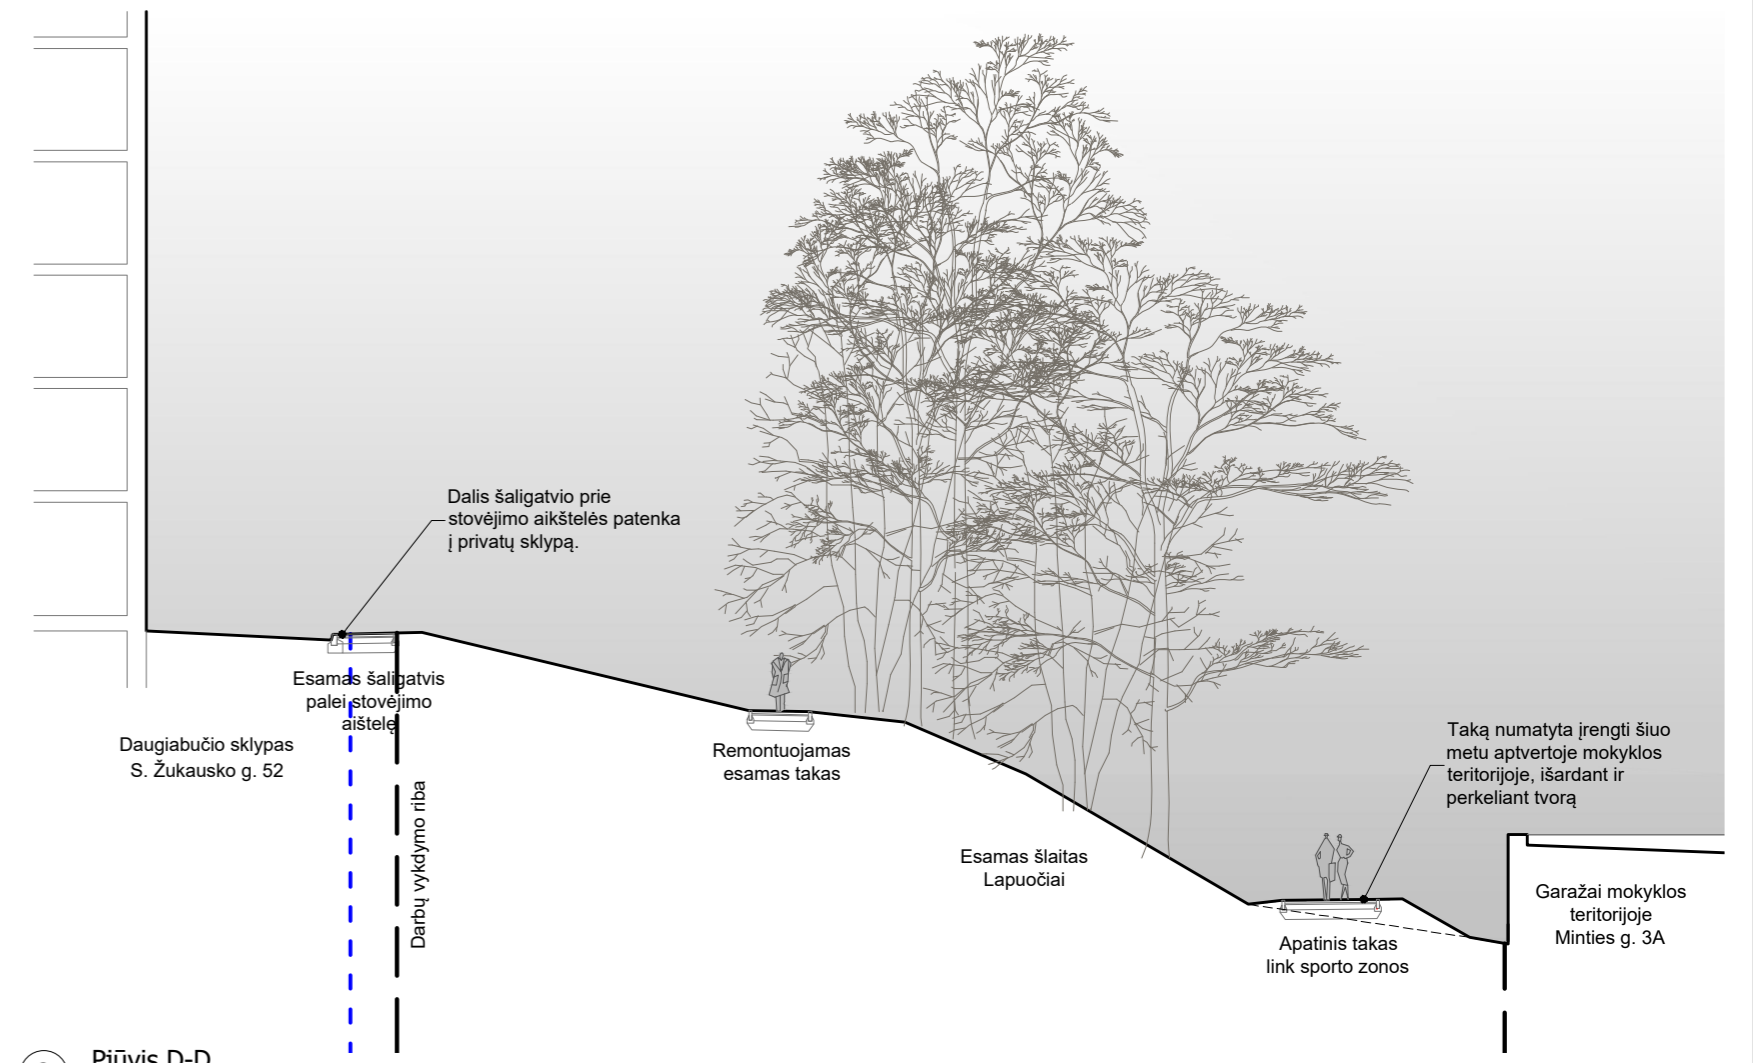 Dalis šaligatvio prie
stovėjimo aikštelės patenka
į privatų sklypą.
Esamas šaligatvis
palei stovėjimo
aištelę
Daugiabučio sklypas
S. Žukausko g. 52
Darbų vykdymo riba
Remontuojamas
esamas takas
Esamas šlaitas
Lapuočiai
Taką numatyta įrengti šiuo
metu aptvertoje mokyklos
teritorijoje, išardant ir
perkeliant tvorą
Apatinis takas
link sporto zonos
Garažai mokyklos
teritorijoje
Minties g. 3A
Pjūvis D-D